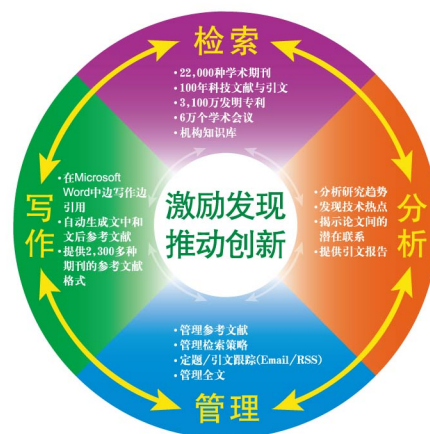 检索
·22,000种学术期刊
·100年科技文献与引文
·3,100万发明专利
·6万个学术会议
·机构知识库
写作
·在Microsoft
Word中边写作边
引用
·自动生成文中和
文后参考文献
·提供2,300多种
期刊的参考文献
格式
激励发现
推动创新
·分析研究趋势
·发现技术热点
·揭示论文间的
潜在联系
·提供引文报告
分析
·管理参考文献
·管理检索策略
·定题/引文跟踪(Email/RSS)
·管理全文
管理